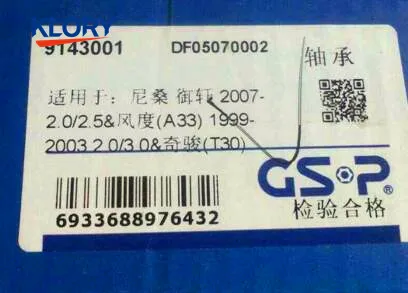 KLORY
9143001 DF05070002 轴承
适用于: 尼桑 御轩 2007-
2.0/2.5&风度(A33) 1999-
2003 2.0/3.0&奇骏(T30)
GSP®
6933688976432
检验合格